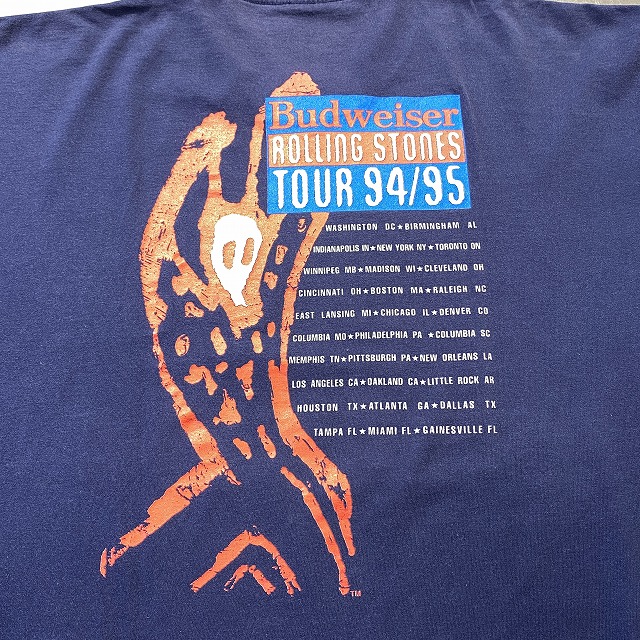 Budweiser
ROLLING STONES
TOUR 94/95
WASHINGTON DC★BIRMINGHAM AL
INDIANAPOLIS IN★NEW YORK NY★TORONTO ON
WINNIPEG MB★MADISON WI★CLEVELAND OH
CINCINNATI OH★BOSTON MA★RALEIGH NC
EAST LANSING MI★CHICAGO IL★DENVER CO
COLUMBIA MO★PHILADELPHIA PA ★COLUMBIA SC
MEMPHIS TN★PITTSBURGH PA★NEW ORLEANS LA
LOS ANGELES CA★OAKLAND CA★LITTLE ROCK AR
HOUSTON TX★ATLANTA GA★DALLAS TX
TAMPA FL★MIAMI FL★GAINESVILLE FL
TM